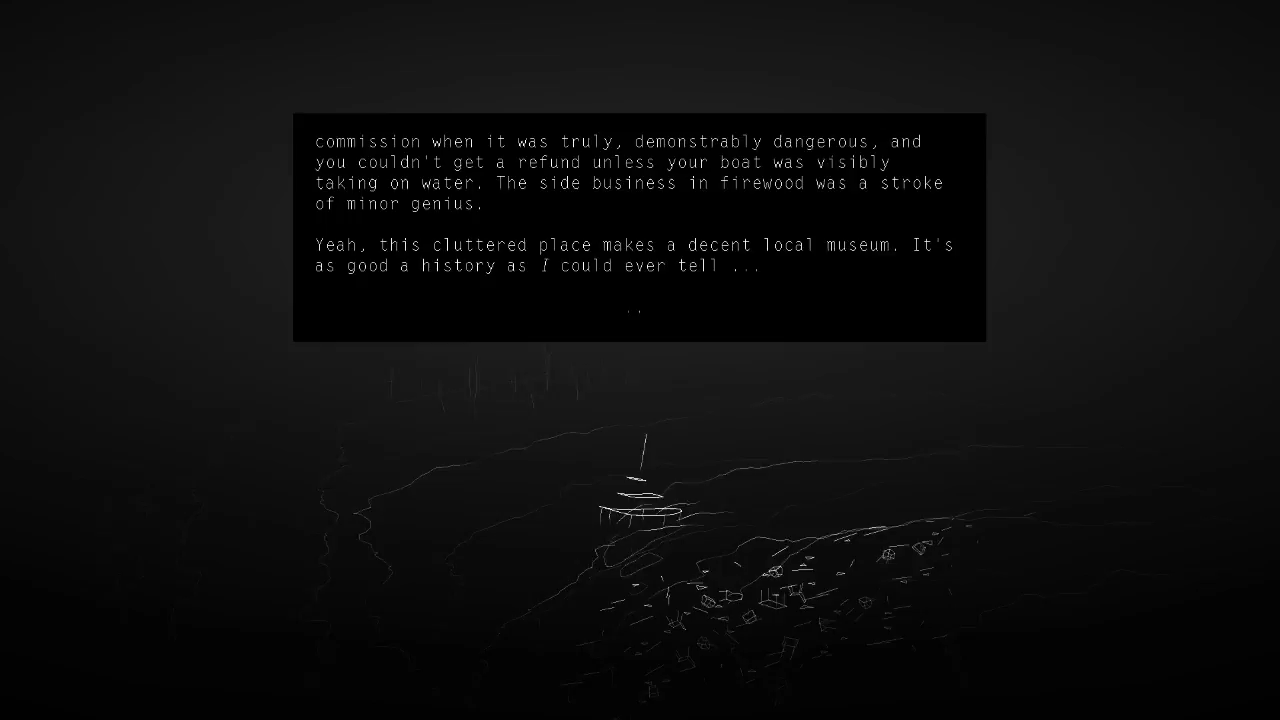 commission when it was truly, demonstrably dangerous, and
you couldn't get a refund unless your boat was visibly
taking on water. The side business in firewood was a stroke
of minor genius.
Yeah, this cluttered place makes a decent local museum. It's
as good a history as I could ever tell ...